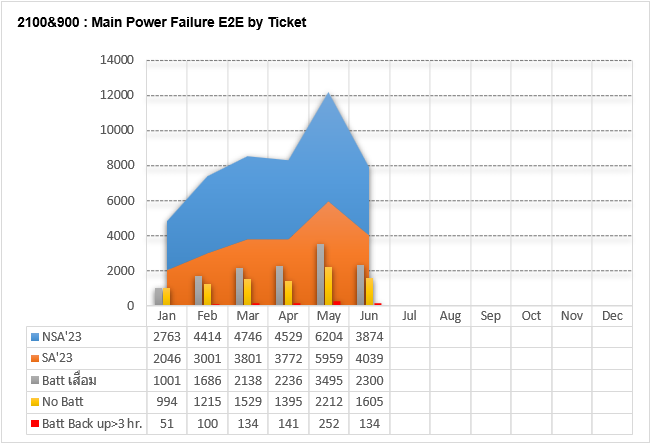 2100&900 : Main Power Failure E2E by Ticket
14000
12000
10000
8000
6000
4000
2000
0
Jan Feb Mar Apr May Jun Jul Aug Sep Oct Nov Dec
NSA'23 2763 4414 4746 4529 6204 3874
SA'23 2046 3001 3801 3772 5959 4039
Batt เสื่อม 1001 1686 2138 2236 3495 2300
No Batt 994 1215 1529 1395 2212 1605
Batt Back up>3 hr. 51 100 134 141 252 134